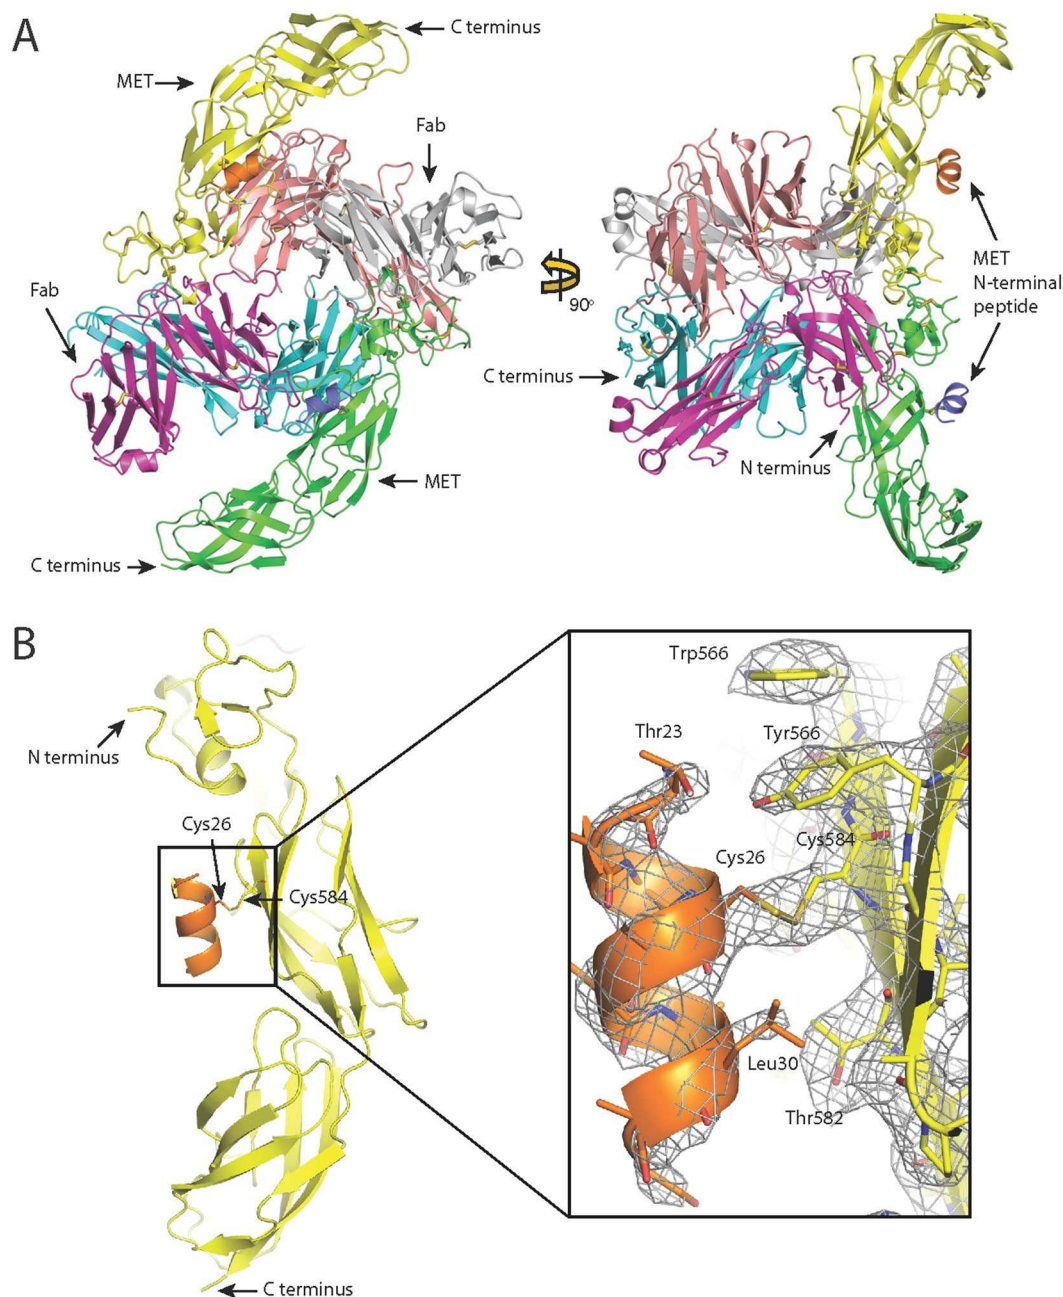 A
C terminus
MET
Fab
Fab
90°
MET
N-terminal
peptide
C terminus
N terminus
MET
C terminus
B
N terminus
Cys26
Cys584
C terminus
Trp566
Thr23
Tyr566
Cys26
Cys584
Leu30
Thr582